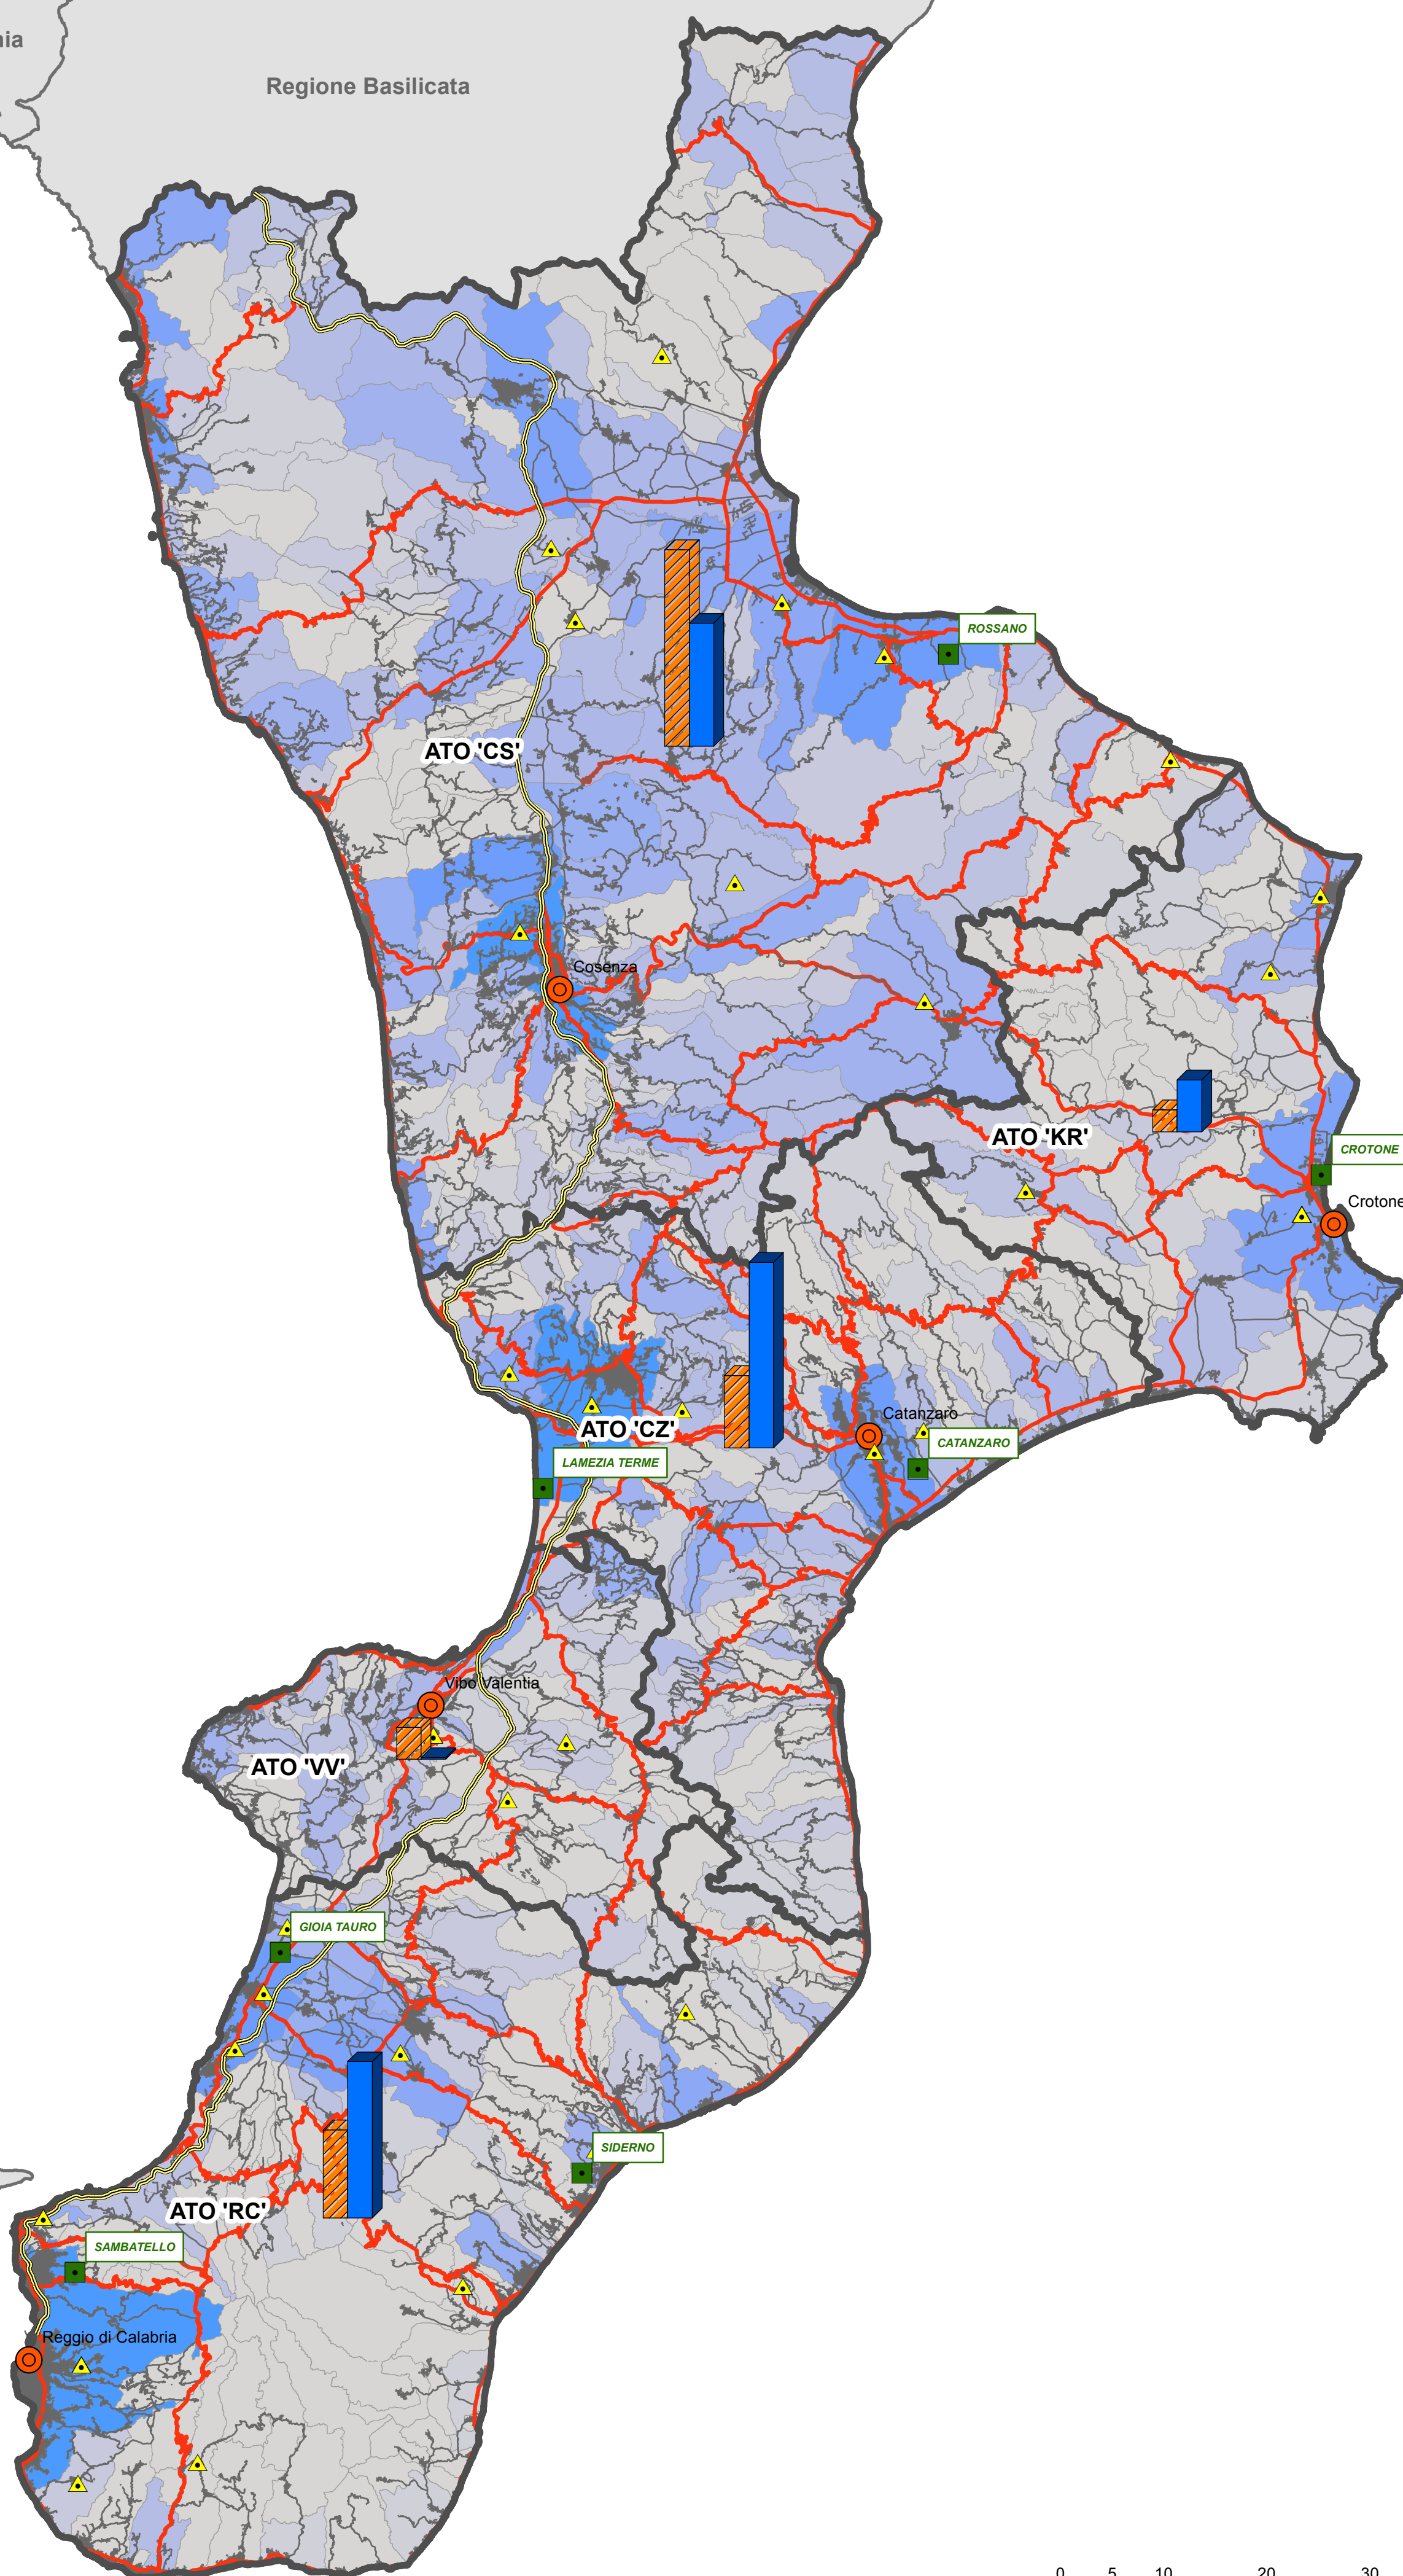 Regione Basilicata
ROSSANO
ATO 'CS'
Cosenza
ATO 'KR'
CROTONE
Crotone
Catanzaro
ATO 'CZ'
CATANZARO
LAMEZIA TERME
Vibo Valentia
ATO 'VV'
GIOIA TAURO
SIDERNO
ATO 'RC'
SAMBATELLO
Reggio di Calabria
0 5 10 20 30